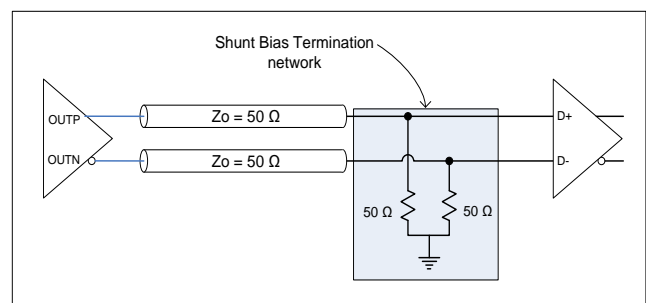 Shunt Bias Termination
network
OUTP
Zo = 50 Ω
D+
OUTN
Zo = 50 Ω
D-
50 Ω
50 Ω